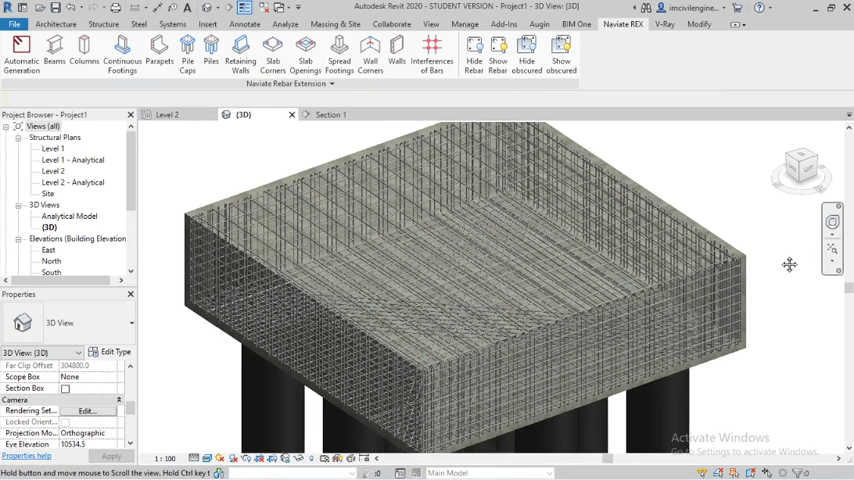 Autodesk Revit 2020 - STUDENT VERSION - Project1 - 3D View: {3D}
imcivilengine...
File Architecture Structure Steel Systems Insert Annotate Analyze Massing & Site Collaborate View Manage Add-Ins Augin BIM One Naviate REX V-Ray Modify
Automatic Generation
Beams
Columns
Continuous Footings
Parapets
Pile Caps
Piles
Retaining Walls
Slab Corners
Slab Openings
Spread Footings
Wall Corners
Walls
Interferences of Bars
Hide Rebar
Show Rebar
Hide obscured
Show obscured
Naviate Rebar Extension
Project Browser - Project1
Level 2
{3D}
Section 1
Views (all)
Structural Plans
Level 1
Level 1 - Analytical
Level 2
Level 2 - Analytical
Site
3D Views
Analytical Model
{3D}
Elevations (Building Elevation
East
North
South
Properties
3D View
3D View: {3D}
Edit Type
Far Clip Offset 304800.0
Scope Box None
Section Box
Camera
Rendering Set... Edit...
Locked Orient...
Projection Mo... Orthographic
Eye Elevation 10534.5
Properties help Apply
1 : 100
Activate Windows
Go to Settings to activate Windows.
Hold button and move mouse to Scroll the view. Hold Ctrl key t
:0
Main Model
:0